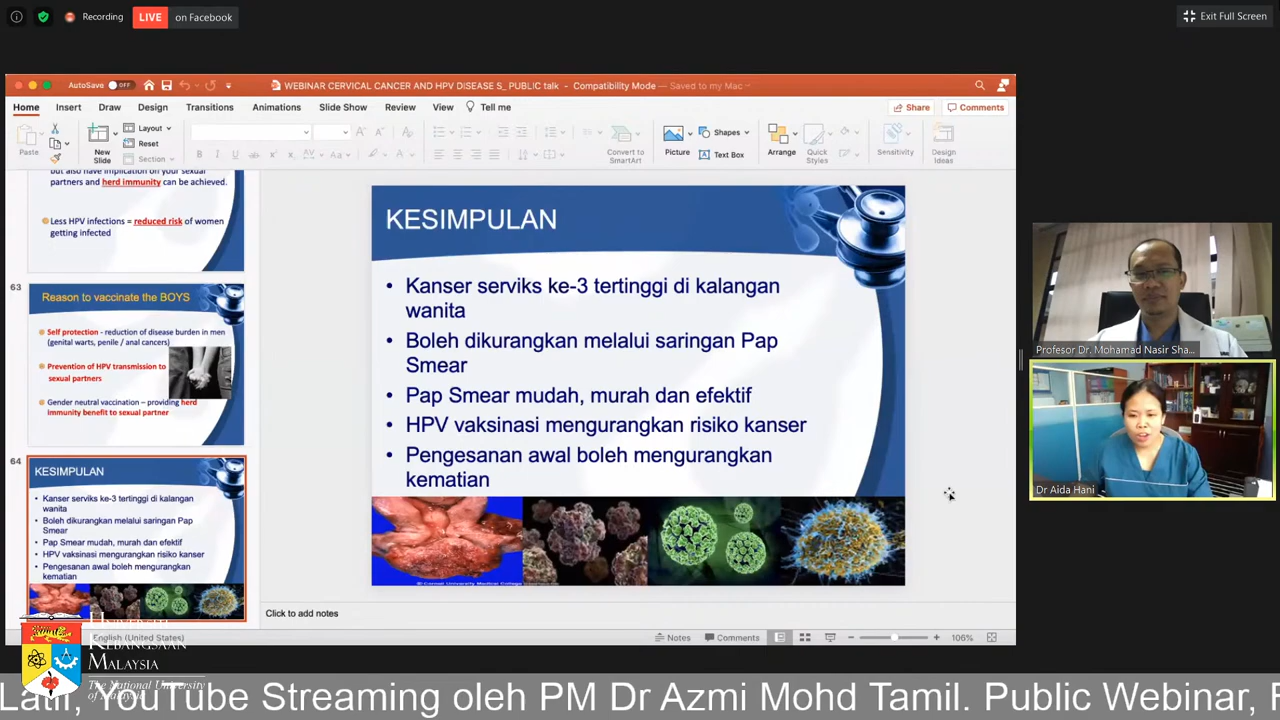 Recording
LIVE
on Facebook
Exit Full Screen
AutoSave OFF
WEBINAR CERVICAL CANCER AND HPV DISEASE S_ PUBLIC talk - Compatibility Mode — Saved to my Mac
Home Insert Draw Design Transitions Animations Slide Show Review View Tell me
Share Comments
Paste
New
Slide
Layout
Reset
Section
Convert to
SmartArt
Picture
Shapes
Text Box
Arrange
Quick
Styles
Sensitivity
Design
Ideas
but also have implication on your sexual
partners and herd immunity can be achieved.
Less HPV infections = reduced risk of women
getting infected
63
Reason to vaccinate the BOYS
Self protection - reduction of disease burden in men
(genital warts, penile / anal cancers)
Prevention of HPV transmission to
sexual partners
Gender neutral vaccination – providing herd
Immunity benefit to sexual partner
64
KESIMPULAN
• Kanser serviks ke-3 tertinggi di kalangan
wanita
• Boleh dikurangkan melalui saringan Pap
Smear
• Pap Smear mudah, murah dan efektif
• HPV vaksinasi mengurangkan risiko kanser
• Pengesanan awal boleh mengurangkan
kematian
KESIMPULAN
• Kanser serviks ke-3 tertinggi di kalangan
wanita
• Boleh dikurangkan melalui saringan Pap
Smear
• Pap Smear mudah, murah dan efektif
• HPV vaksinasi mengurangkan risiko kanser
• Pengesanan awal boleh mengurangkan
kematian
© Cornell University Medical College
Profesor Dr. Mohamad Nasir Sha...
Dr Aida Hani
Click to add notes
English (United States)
Notes Comments 106%
KEBANGSAAN
MALAYSIA
The National University
of Malaysia
Latif, YouTube Streaming oleh PM Dr Azmi Mohd Tamil. Public Webinar, F